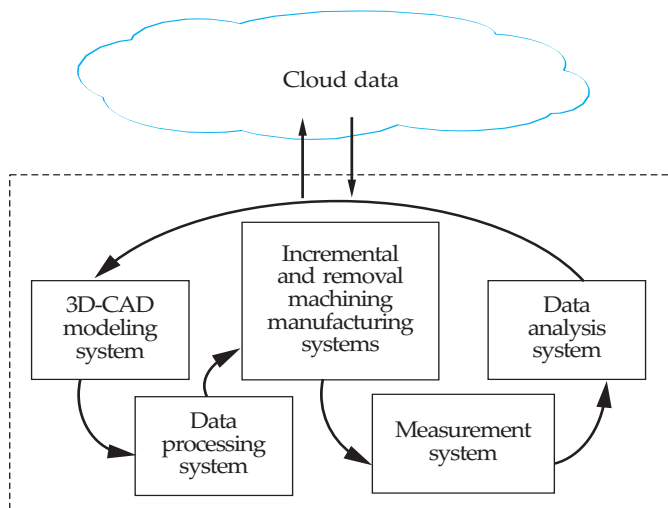 Cloud data
Incremental
and removal
machining
manufacturing
systems
3D-CAD
modeling
system
Data
analysis
system
Data
processing
system
Measurement
system